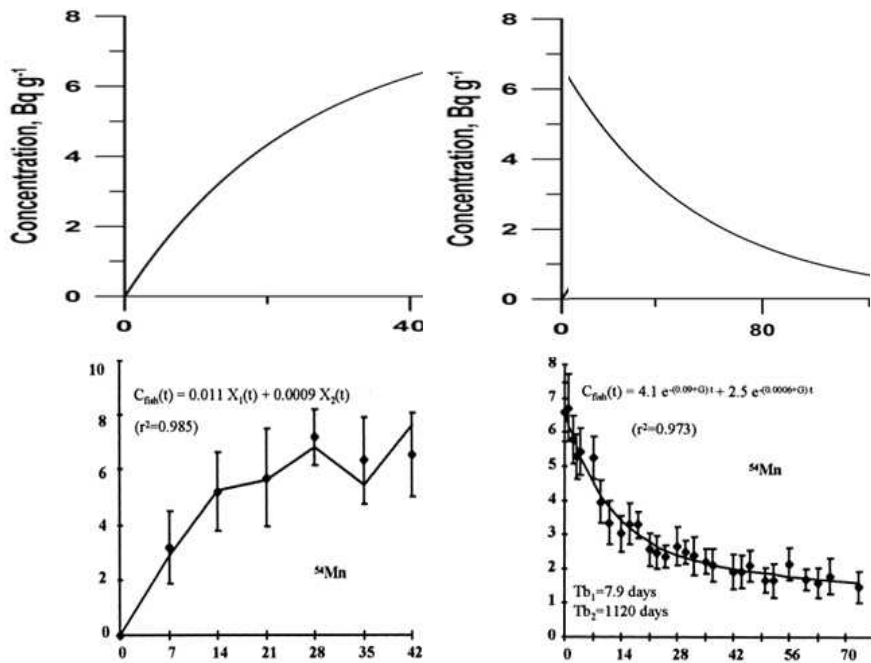 8
6
4
2
0
Concentration, Bq g⁻¹
0
40
8
6
4
2
0
Concentration, Bq g⁻¹
0
80
10
8
6
4
2
0
C_fish(t) = 0.011 X₁(t) + 0.0009 X₂(t)
(r²=0.985)
⁵⁴Mn
0 7 14 21 28 35 42
8
7
6
5
4
3
2
1
0
C_fish(t) = 4.1 e^-(0.09+G) t + 2.5 e^-(0.0006+G) t
(r²=0.973)
⁵⁴Mn
Tb₁=7.9 days
Tb₂=1120 days
0 14 28 42 56 70